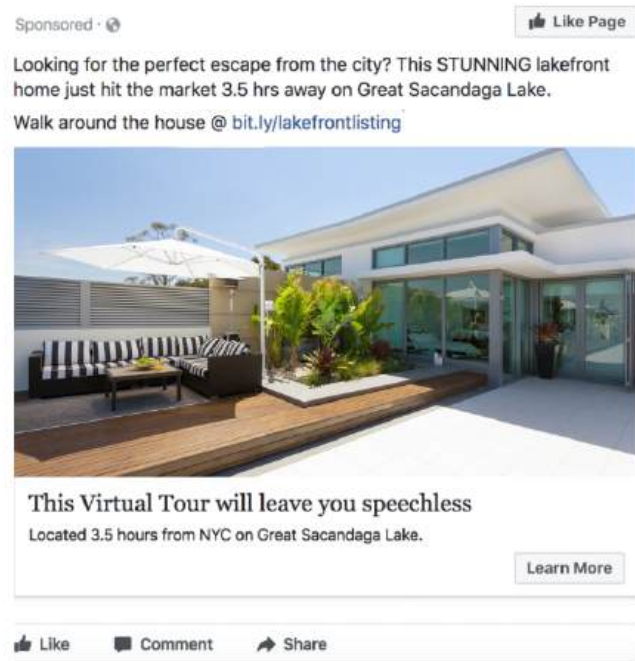 Sponsored ·
Like Page
Looking for the perfect escape from the city? This STUNNING lakefront
home just hit the market 3.5 hrs away on Great Sacandaga Lake.
Walk around the house @ bit.ly/lakefrontlisting
This Virtual Tour will leave you speechless
Located 3.5 hours from NYC on Great Sacandaga Lake.
Learn More
Like
Comment
Share